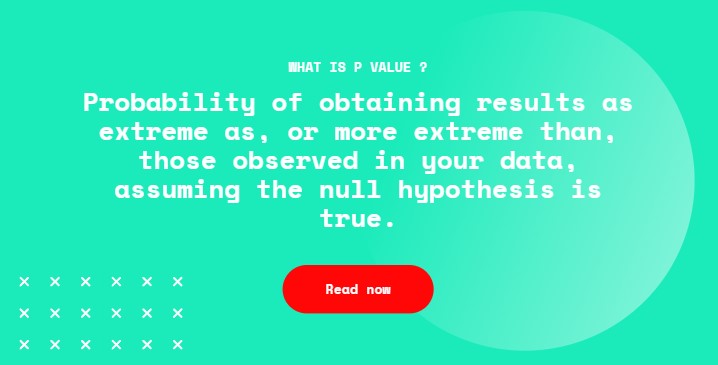 WHAT IS P VALUE ?
Probability of obtaining results as
extreme as, or more extreme than,
those observed in your data,
assuming the null hypothesis is
true.
Read now